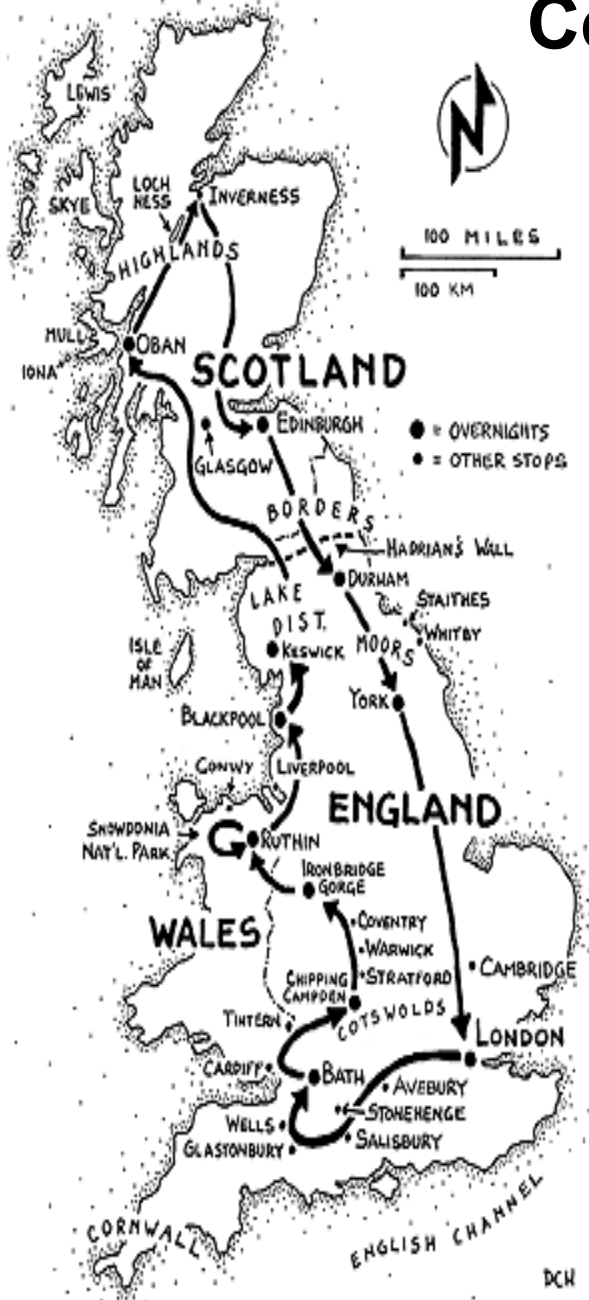 Co
LEWIS
LOCH
NESS
SKYE
INVERNESS
100 MILES
100 KM
HIGHLANDS
MULL
OBAN
IONA
SCOTLAND
EDINBURGH
= OVERNIGHTS
= OTHER STOPS
GLASGOW
BORDERS
HADRIAN'S WALL
DURHAM
LAKE
DIST.
STAITHES
WHITBY
ISLE
OF
MAN
KESWICK
MOORS
YORK
BLACKPOOL
CONWY
LIVERPOOL
ENGLAND
SNOWDONIA
NAT'L. PARK
RUTHIN
IRONBRIDGE
GORGE
WALES
COVENTRY
WARWICK
STRATFORD
CHIPPING
CAMPDEN
CAMBRIDGE
TINTERN
COTSWOLDS
LONDON
CARDIFF
BATH
AVEBURY
STONEHENGE
WELLS
SALISBURY
GLASTONBURY
CORNWALL
ENGLISH CHANNEL
DCH